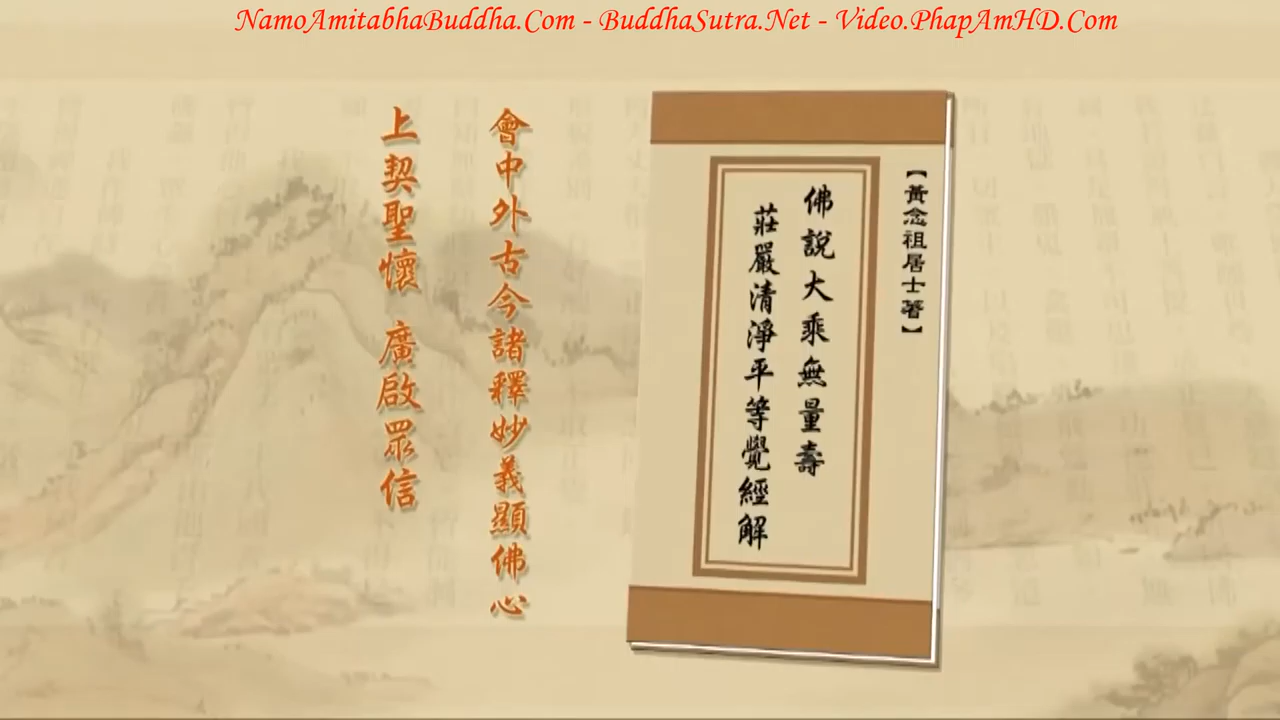 NamoAmitabhaBuddha.Com - BuddhaSutra.Net - Video.PhapAmHD.Com
【黃念祖居士著】
佛說大乘無量壽
莊嚴清淨平等覺經解
會中外古今諸釋妙義顯佛心
上契聖懷 廣啟眾信